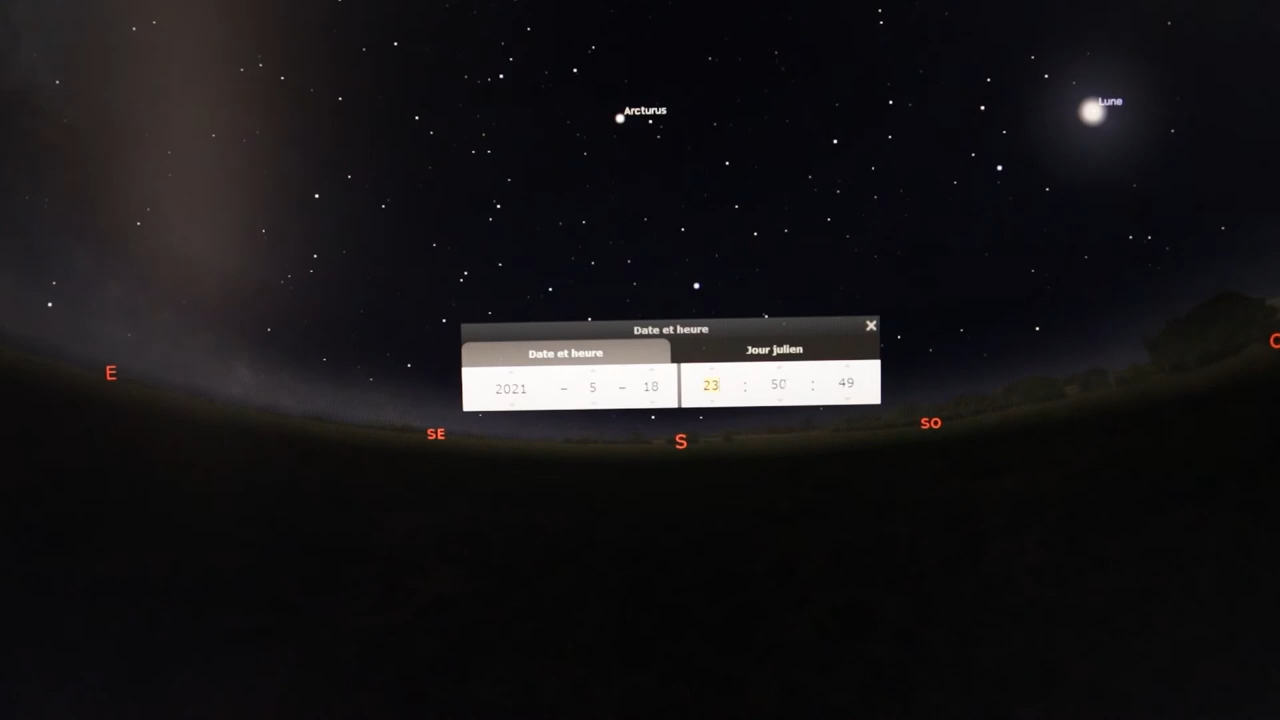 Lune
Arcturus
Date et heure
Date et heure
Jour julien
2021 - 5 - 18
23 : 50 : 49
E
SE
S
SO